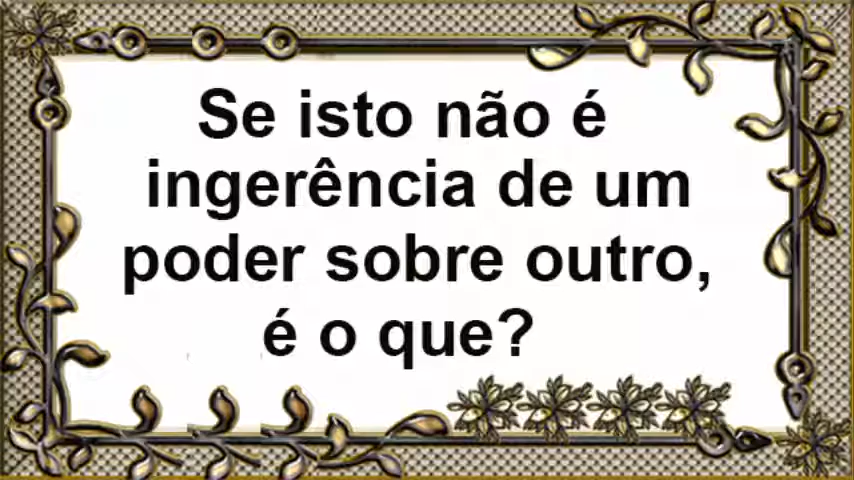 Se isto não é
ingerência de um
poder sobre outro,
é o que?